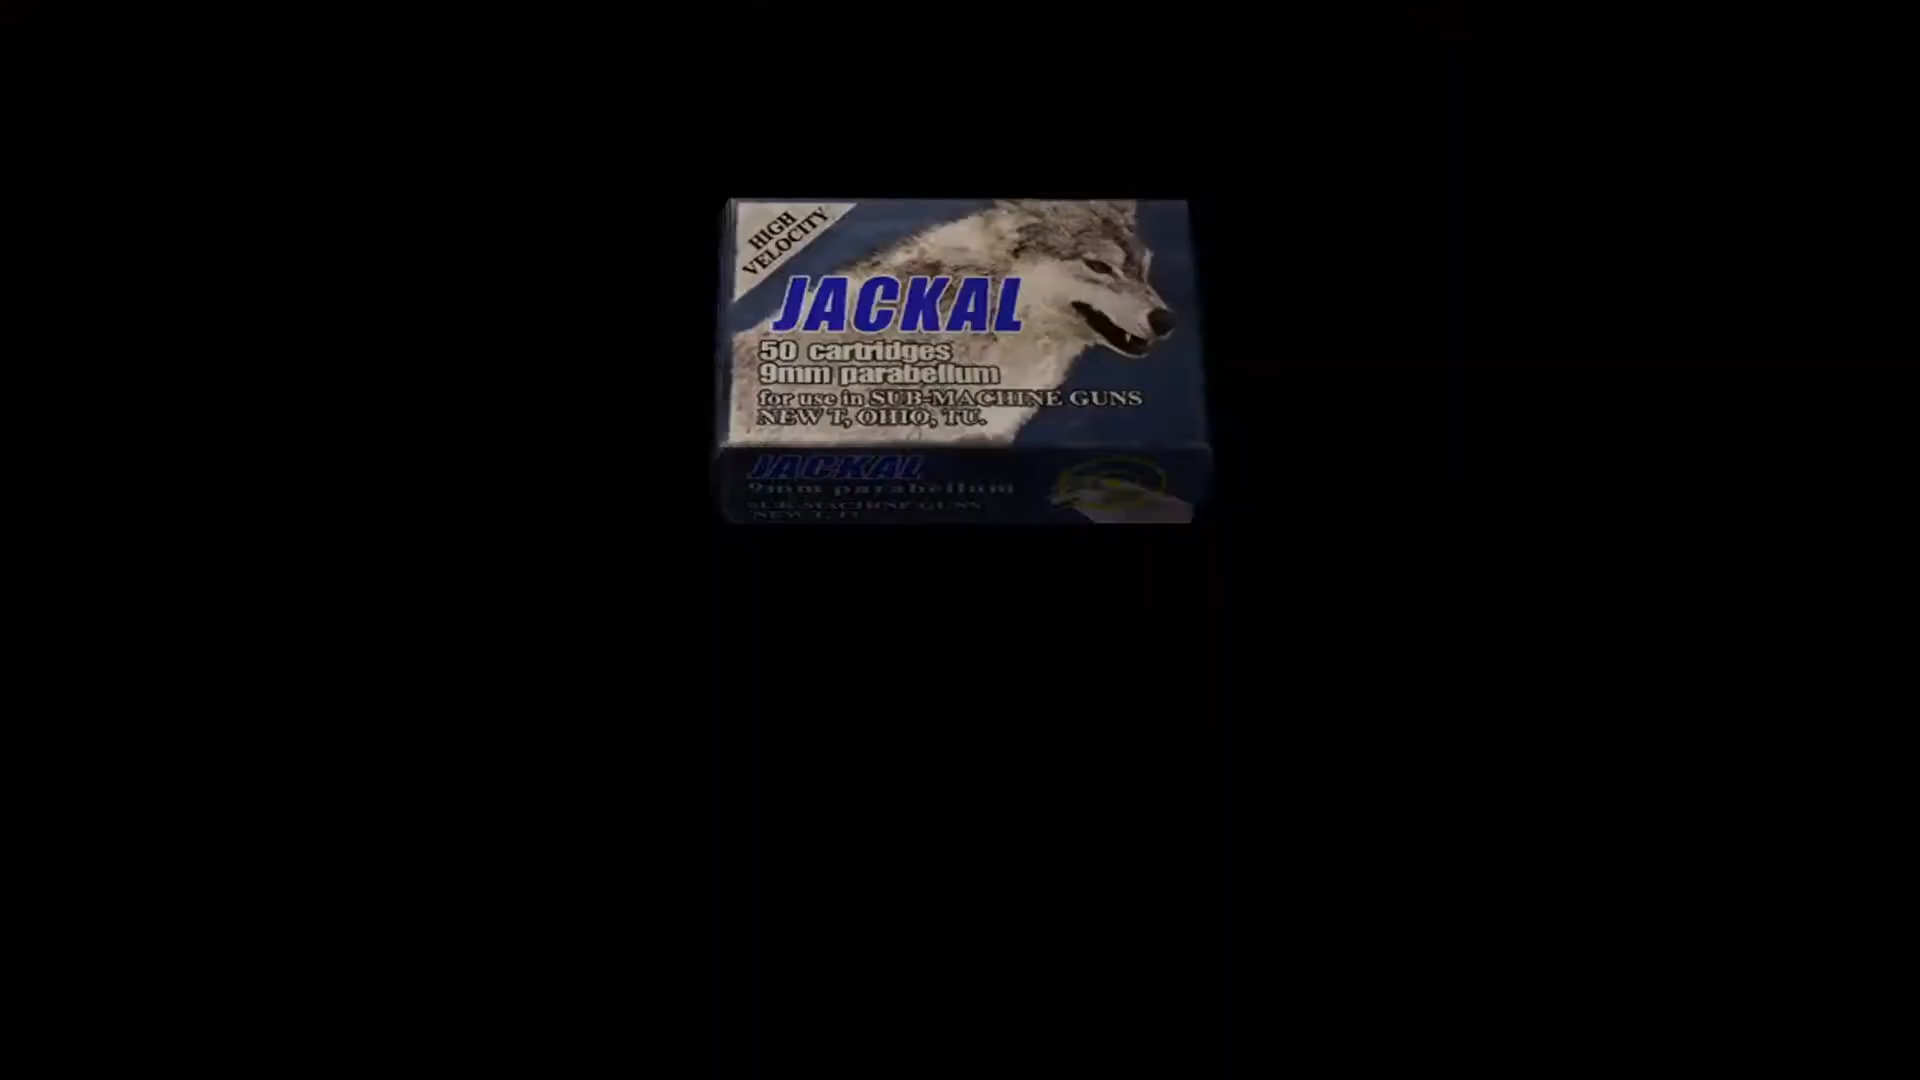 HIGH
VELOCITY
JACKAL
50 cartridges
9mm parabellum
for use in SUB-MACHINE GUNS
NEW T, OHIO, TU.
JACKAL
9mm parabellum
SUB-MACHINE GUNS
NEW T,